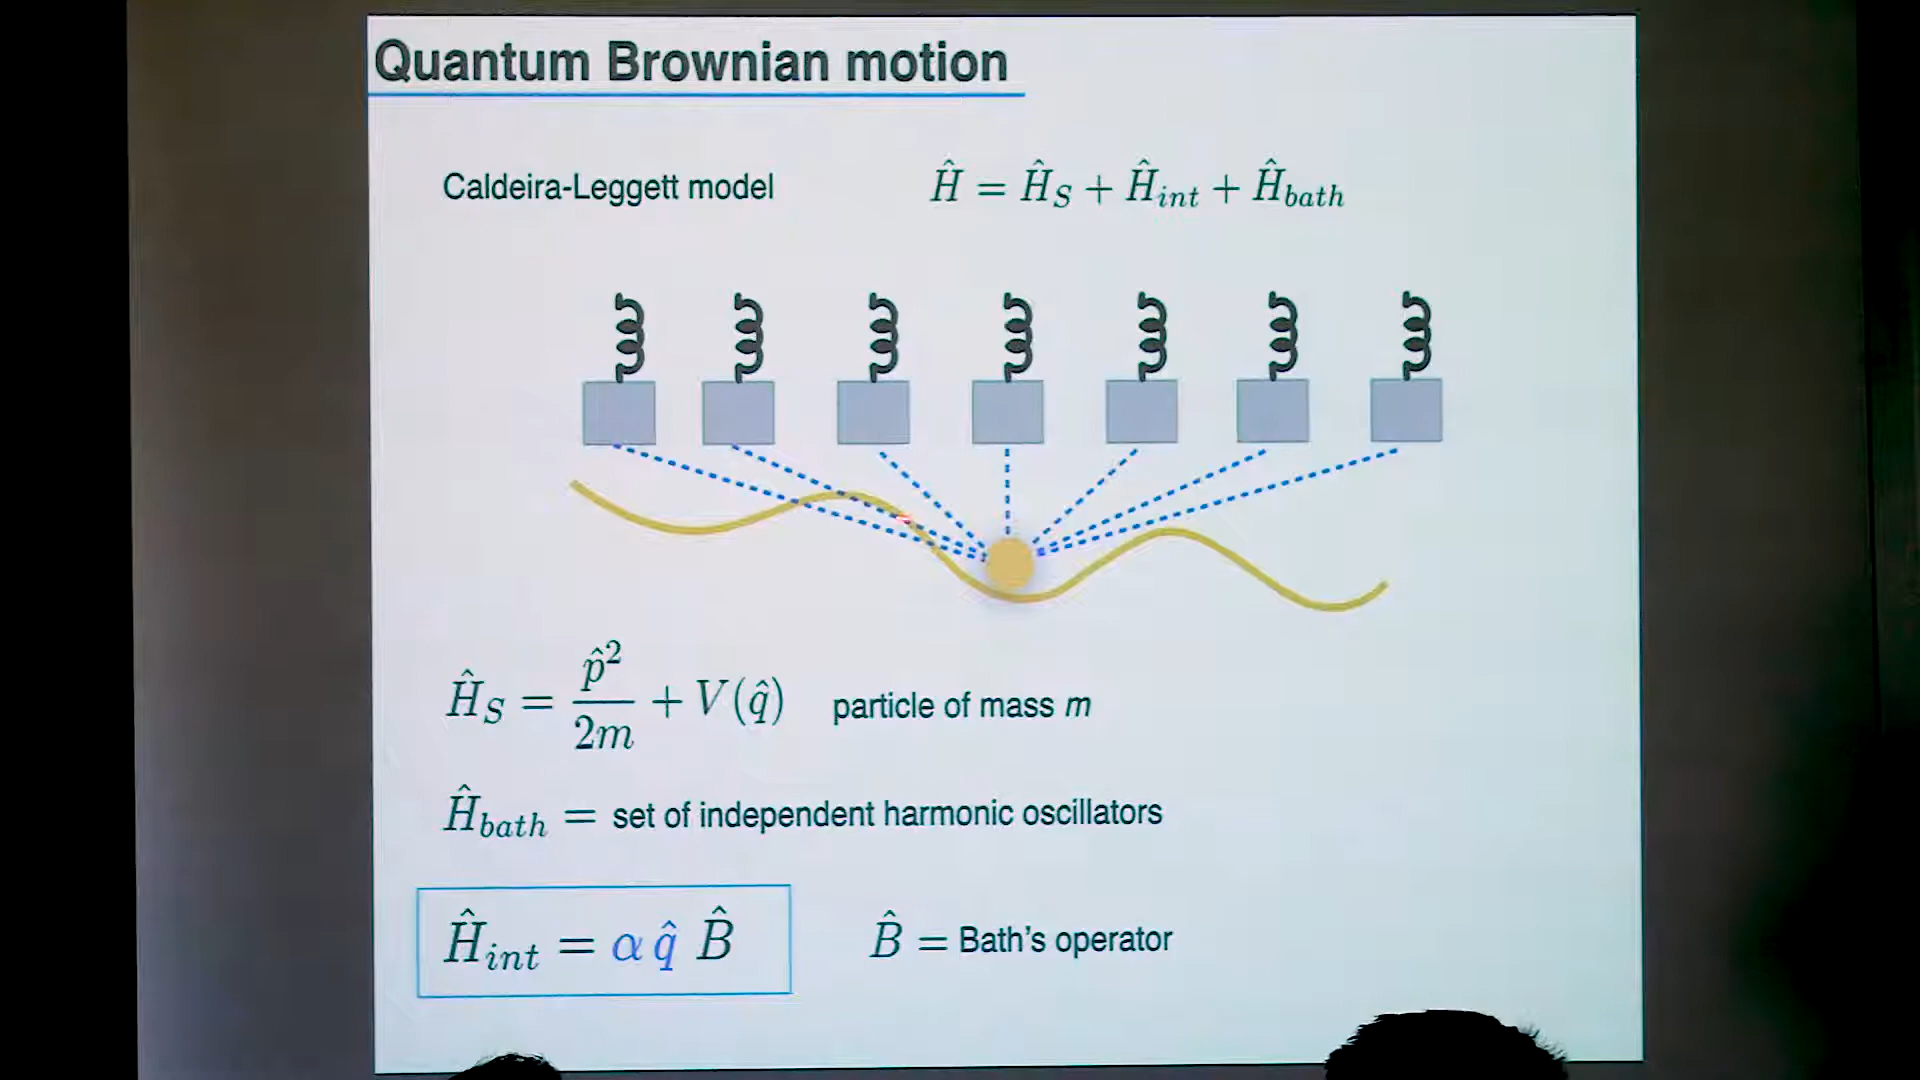 Quantum Brownian motion
Caldeira-Leggett model
Ĥ = Ĥ_S + Ĥ_int + Ĥ_bath
Ĥ_S = p̂²/2m + V(q̂) particle of mass m
Ĥ_bath = set of independent harmonic oscillators
Ĥ_int = α q̂ B̂
B̂ = Bath's operator